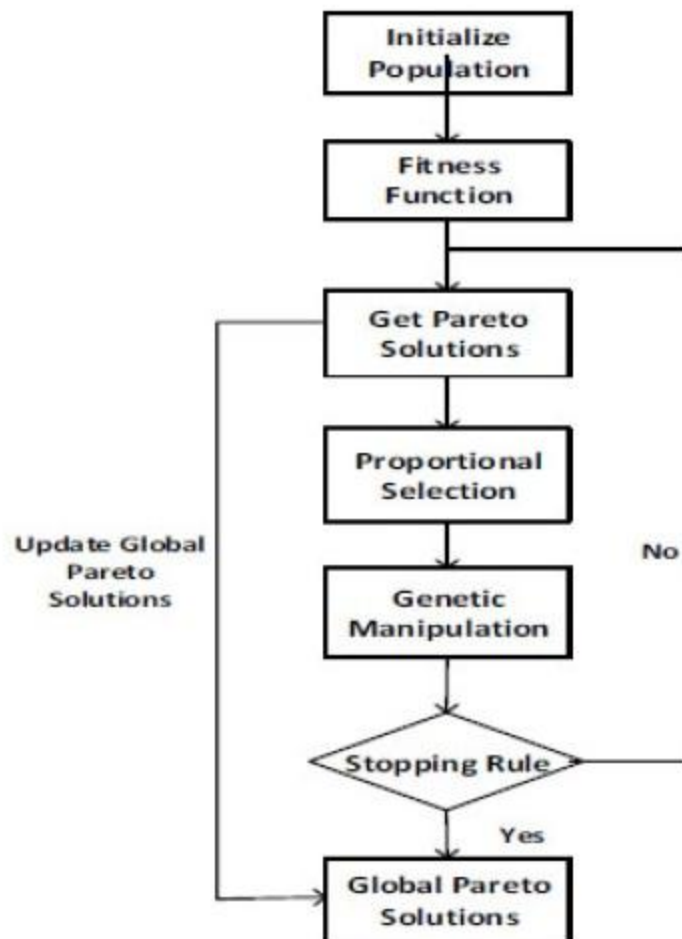 Initialize
Population
Fitness
Function
Get Pareto
Solutions
Proportional
Selection
Update Global
Pareto
Solutions
No
Genetic
Manipulation
Stopping Rule
Yes
Global Pareto
Solutions